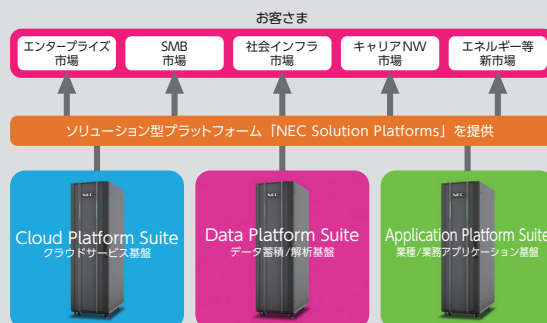 お客さま
エンタープライズ
市場
SMB
市場
社会インフラ
市場
キャリアNW
市場
エネルギー等
新市場
ソリューション型プラットフォーム「NEC Solution Platforms」を提供
NEC
NEC
NEC
Cloud Platform Suite
クラウドサービス基盤
Data Platform Suite
データ蓄積/解析基盤
Application Platform Suite
業種/業務アプリケーション基盤